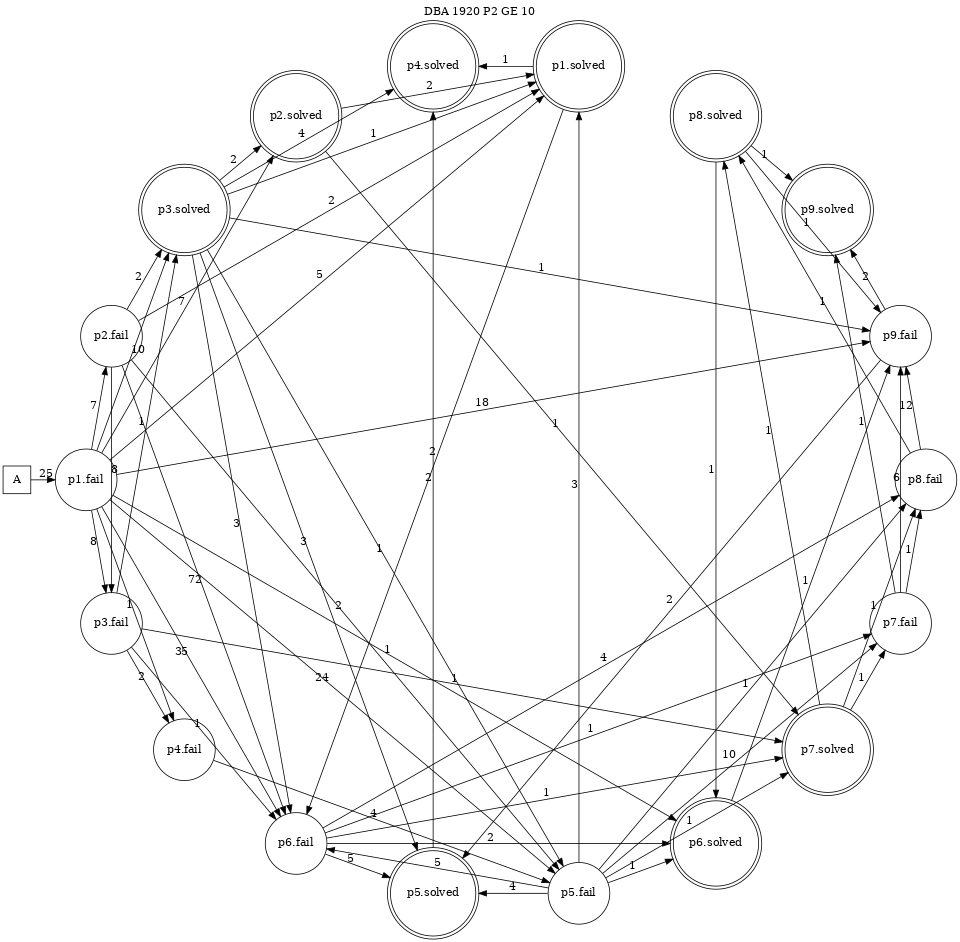 DBA 1920 P2 GE 10
p4.solved
1
p1.solved
2
p2.solved
4
1
p8.solved
1
2
p3.solved
2
p9.solved
1
5
1
2
2
7
1
p2.fail
10
p9.fail
7
18
12
1
1
1
2
A
25
p1.fail
8
2
3
1
6
p8.fail
8
3
3
1
1
72
1
2
2
1
1
p3.fail
p7.fail
35
1
4
2
24
1
1
1
1
1
p4.fail
10
p7.solved
1
4
1
p6.fail
2
p6.solved
5
5
1
p5.solved
4
p5.fail